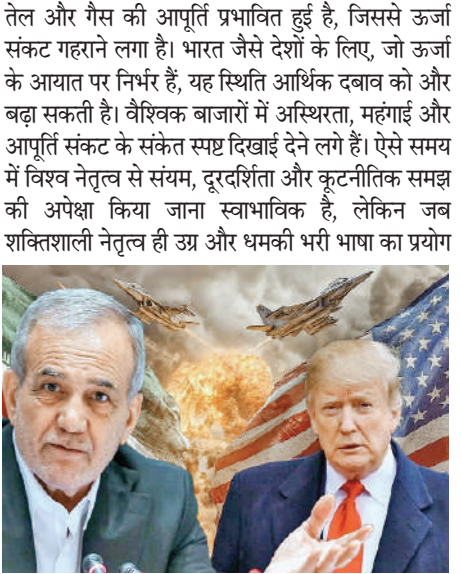 तेल और गैस की आपूर्ति प्रभावित हुई है, जिससे ऊर्जा
संकट गहराने लगा है। भारत जैसे देशों के लिए, जो ऊर्जा
के आयात पर निर्भर हैं, यह स्थिति आर्थिक दबाव को और
बढ़ा सकती है। वैश्विक बाजारों में अस्थिरता, महंगाई और
आपूर्ति संकट के संकेत स्पष्ट दिखाई देने लगे हैं। ऐसे समय
में विश्व नेतृत्व से संयम, दूरदर्शिता और कूटनीतिक समझ
की अपेक्षा किया जाना स्वाभाविक है, लेकिन जब
शक्तिशाली नेतृत्व ही उग्र और धमकी भरी भाषा का प्रयोग